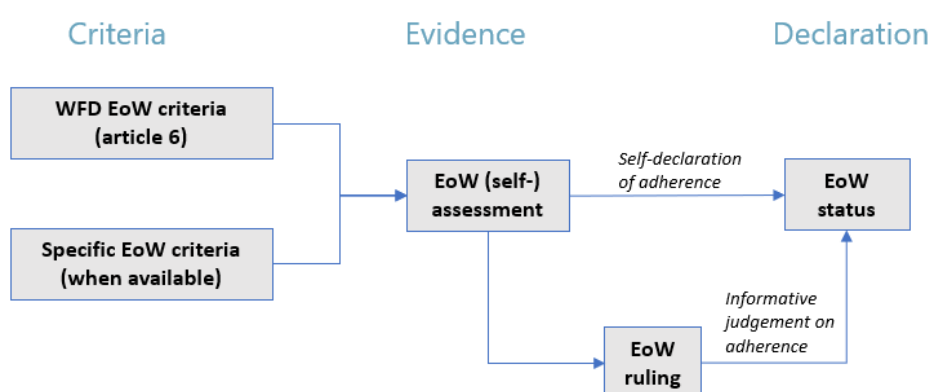 Criteria
Evidence
Declaration
WFD EoW criteria
(article 6)
Specific EoW criteria
(when available)
EoW (self-)
assessment
Self-declaration
of adherence
EoW
status
Informative
judgement on
adherence
EoW
ruling